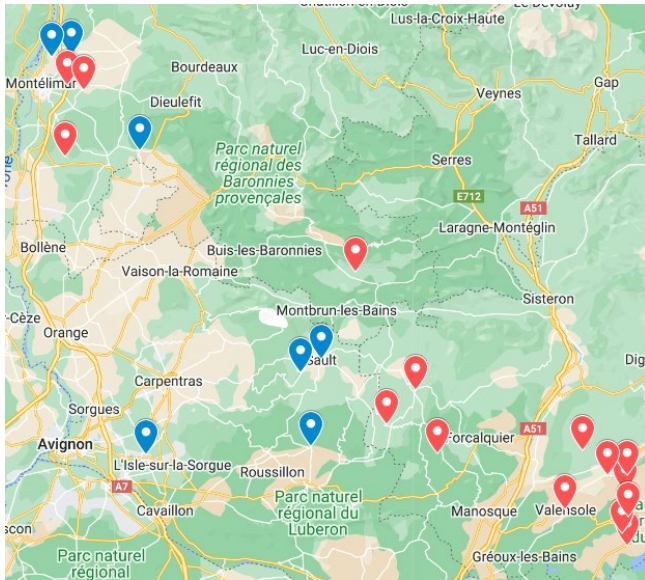 Lus-la-Croix-Haute
Luc-en-Diois
Bourdeaux
Montélimar
Gap
Veynes
Dieulefit
Tallard
Parc naturel
régional des
Baronnies
provençales
Serres
E712
A51
Laragne-Montéglin
Bollène
Buis-les-Baronnies
Vaison-la-Romaine
Sisteron
r-Cèze
Montbrun-les-Bains
Orange
Sault
Dig
Carpentras
Sorgues
Avignon
A51
Forcalquier
L'Isle-sur-la-Sorgue
Roussillon
A7
Parc naturel
régional du
Luberon
Cavaillon
Manosque
Valensole
scon
Gréoux-les-Bains
Parc naturel
régional